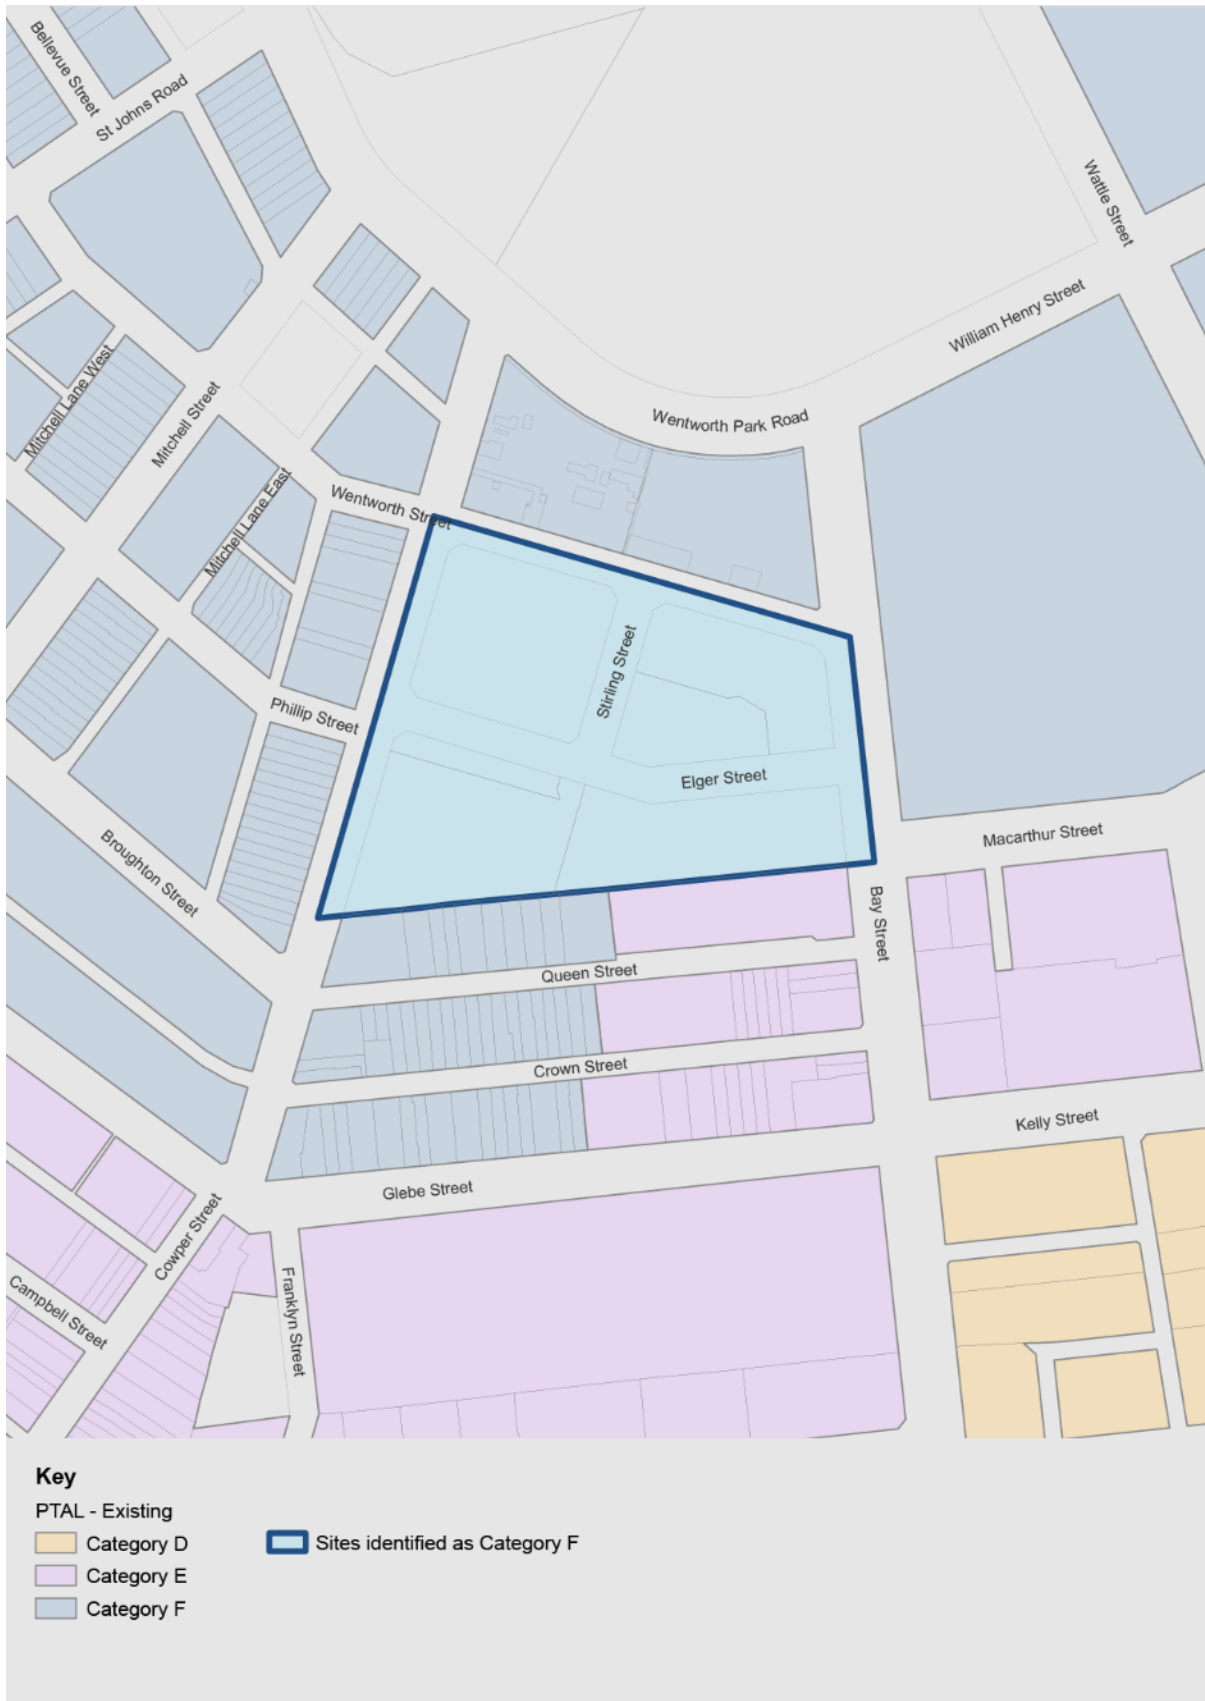 Bellevue Street
St Johns Road
Wattle Street
William Henry Street
Mitchell Lane West
Mitchell Street
Wentworth Park Road
Mitchell Lane East
Wentworth Street
Stirling Street
Phillip Street
Elger Street
Macarthur Street
Broughton Street
Bay Street
Queen Street
Crown Street
Kelly Street
Glebe Street
Cowper Street
Campbell Street
Franklyn Street
Key
PTAL - Existing
Category D
Sites identified as Category F
Category E
Category F